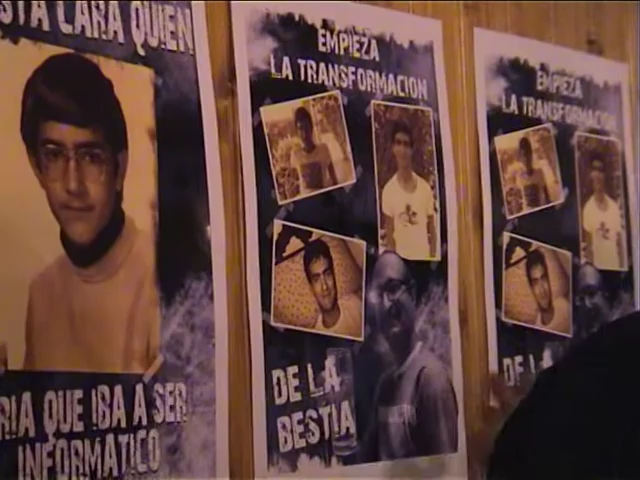 STA CARA QUIEN
RIA QUE IBA A SER
INFORMATICO
EMPIEZA
LA TRANSFORMACION
DE LA
BESTIA
EMPIEZA
LA TRANSFORMACION
DE LA